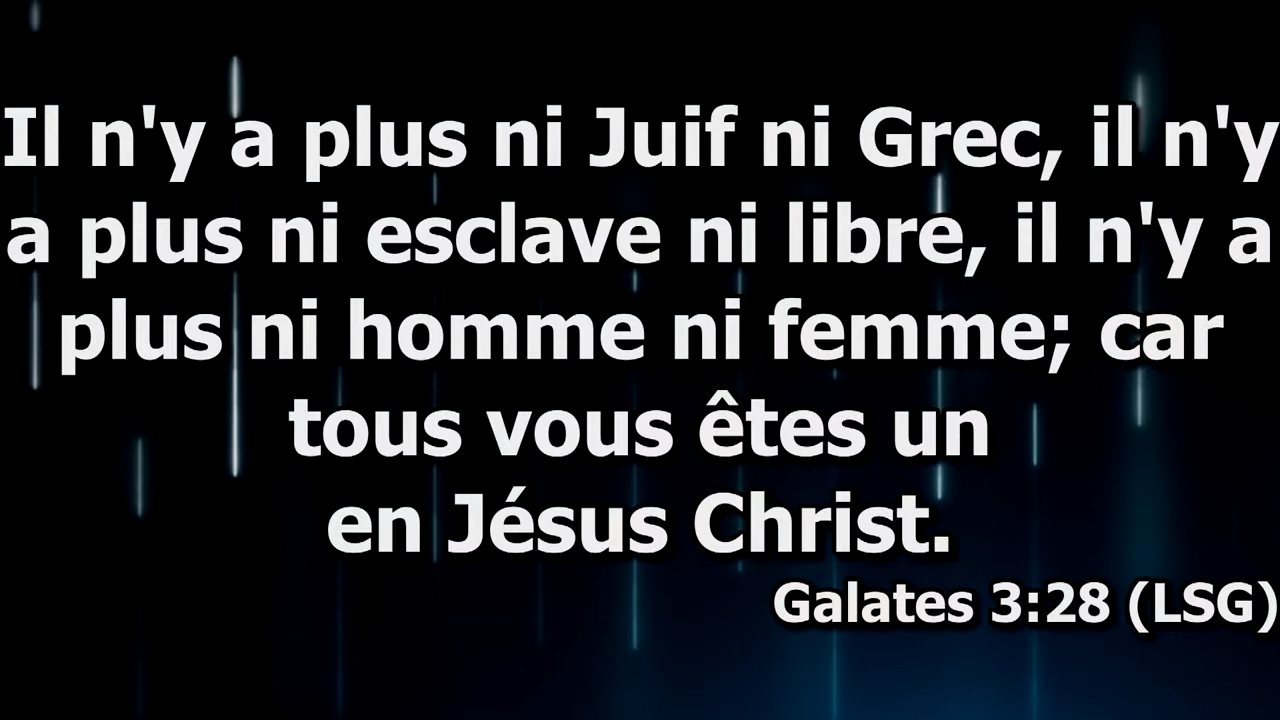 Il n'y a plus ni Juif ni Grec, il n'y
a plus ni esclave ni libre, il n'y a
plus ni homme ni femme; car
tous vous êtes un
en Jésus Christ.
Galates 3:28 (LSG)